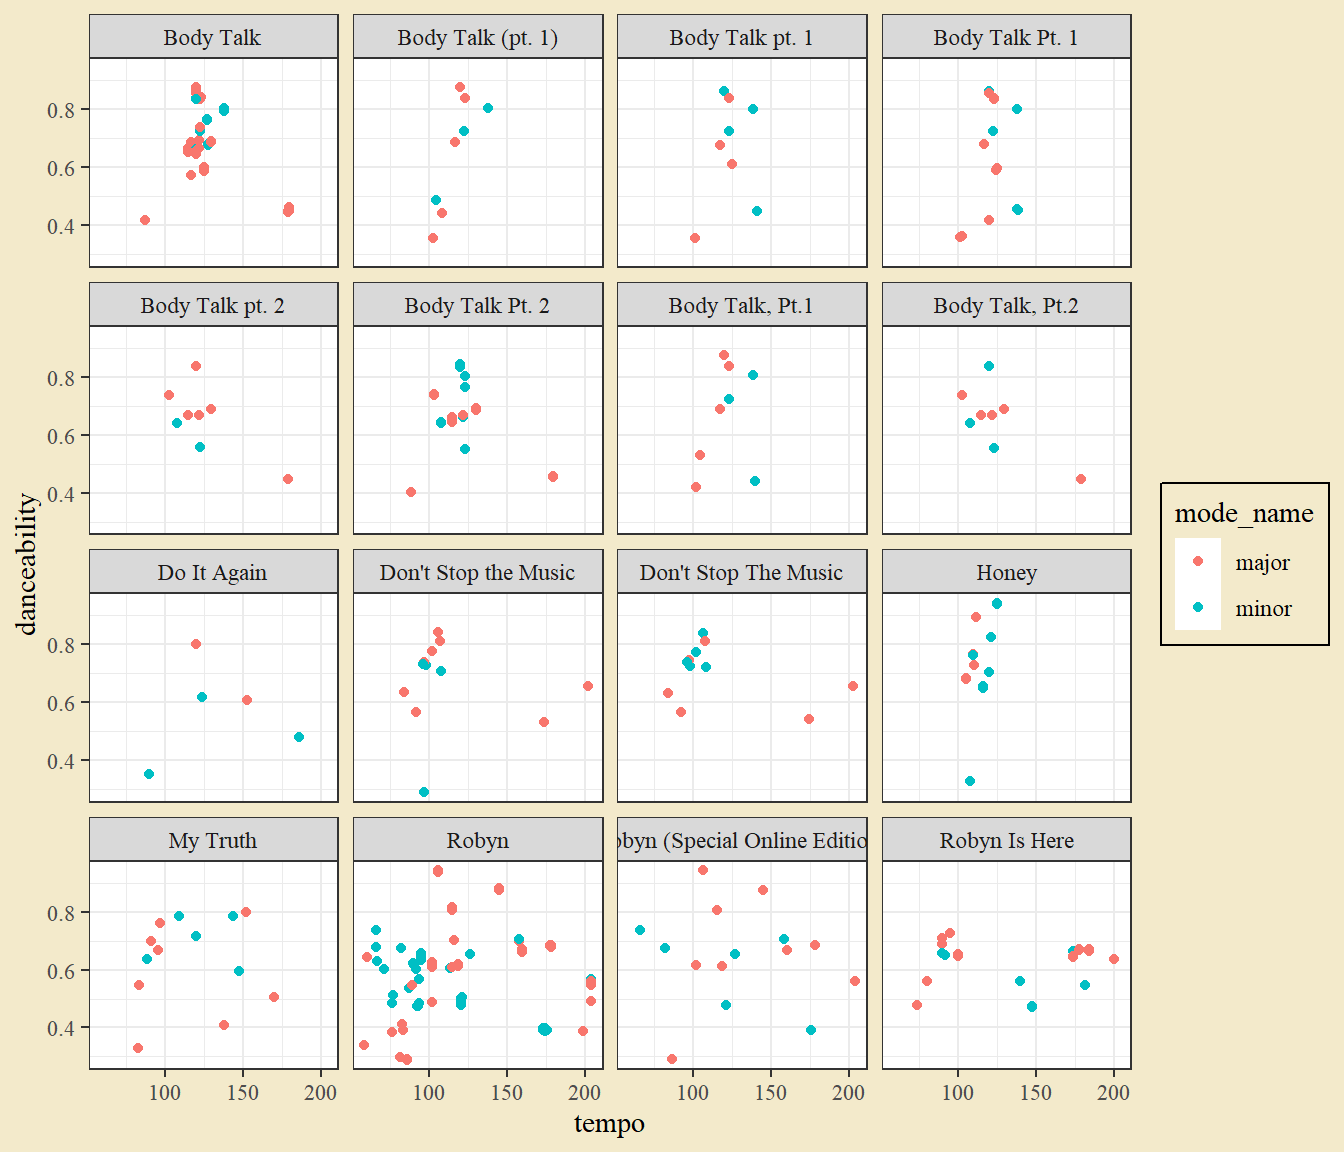 Body Talk
Body Talk (pt. 1)
Body Talk pt. 1
Body Talk Pt. 1
0.8
0.6
0.4
Body Talk pt. 2
Body Talk Pt. 2
Body Talk, Pt.1
Body Talk, Pt.2
0.8
0.6
0.4
Do It Again
Don't Stop the Music
Don't Stop The Music
Honey
0.8
0.6
0.4
My Truth
Robyn
obyn (Special Online Editio
Robyn Is Here
0.8
0.6
0.4
100 150 200
100 150 200
100 150 200
100 150 200
tempo
danceability
mode_name
major
minor